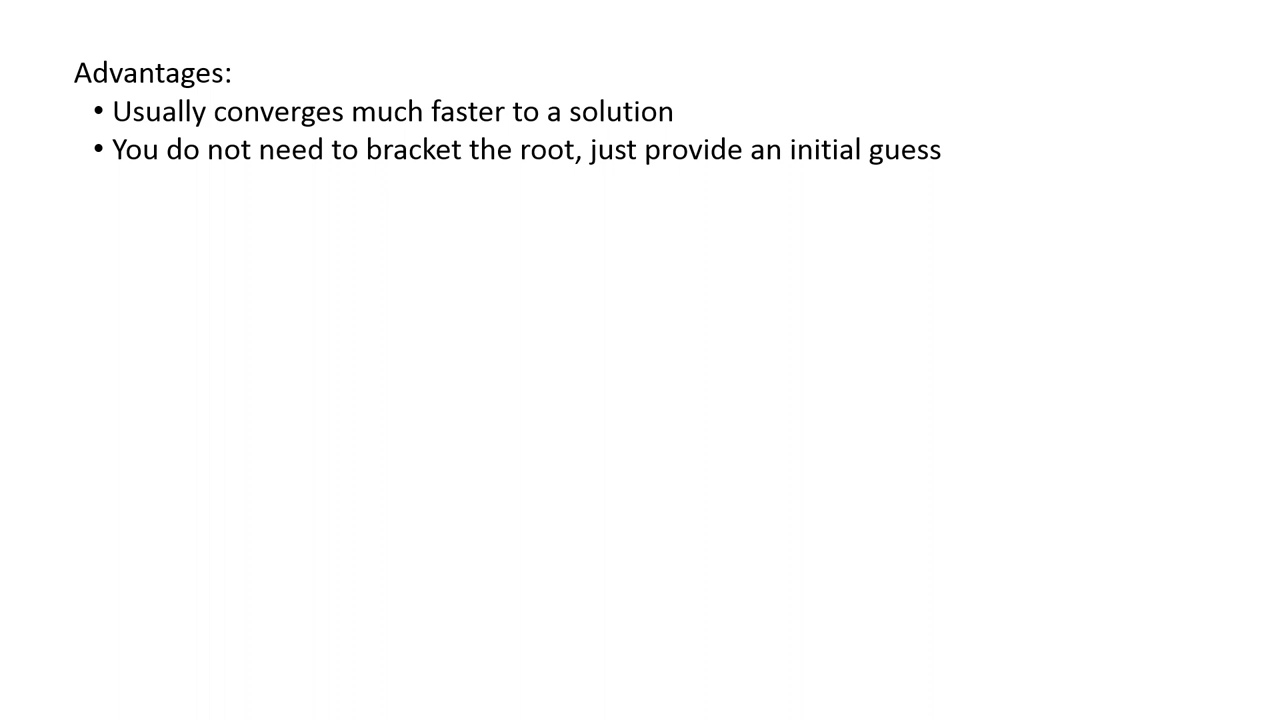 Advantages:
• Usually converges much faster to a solution
• You do not need to bracket the root, just provide an initial guess